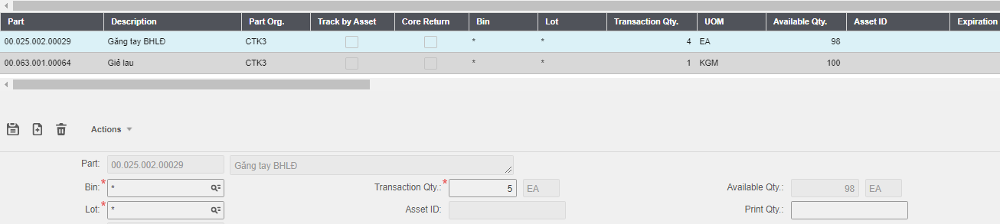 Part Description Part Org. Track by Asset Core Return Bin Lot Transaction Qty. UOM Available Qty. Asset ID Expiration
00.025.002.00029 Găng tay BHLĐ CTK3 * * 4 EA 98
00.063.001.00064 Giẻ lau CTK3 * * 1 KGM 100
Actions
Part: 00.025.002.00029 Găng tay BHLĐ
Bin:* * Transaction Qty.:* 5 EA Available Qty.: 98 EA
Lot:* * Asset ID: Print Qty.: